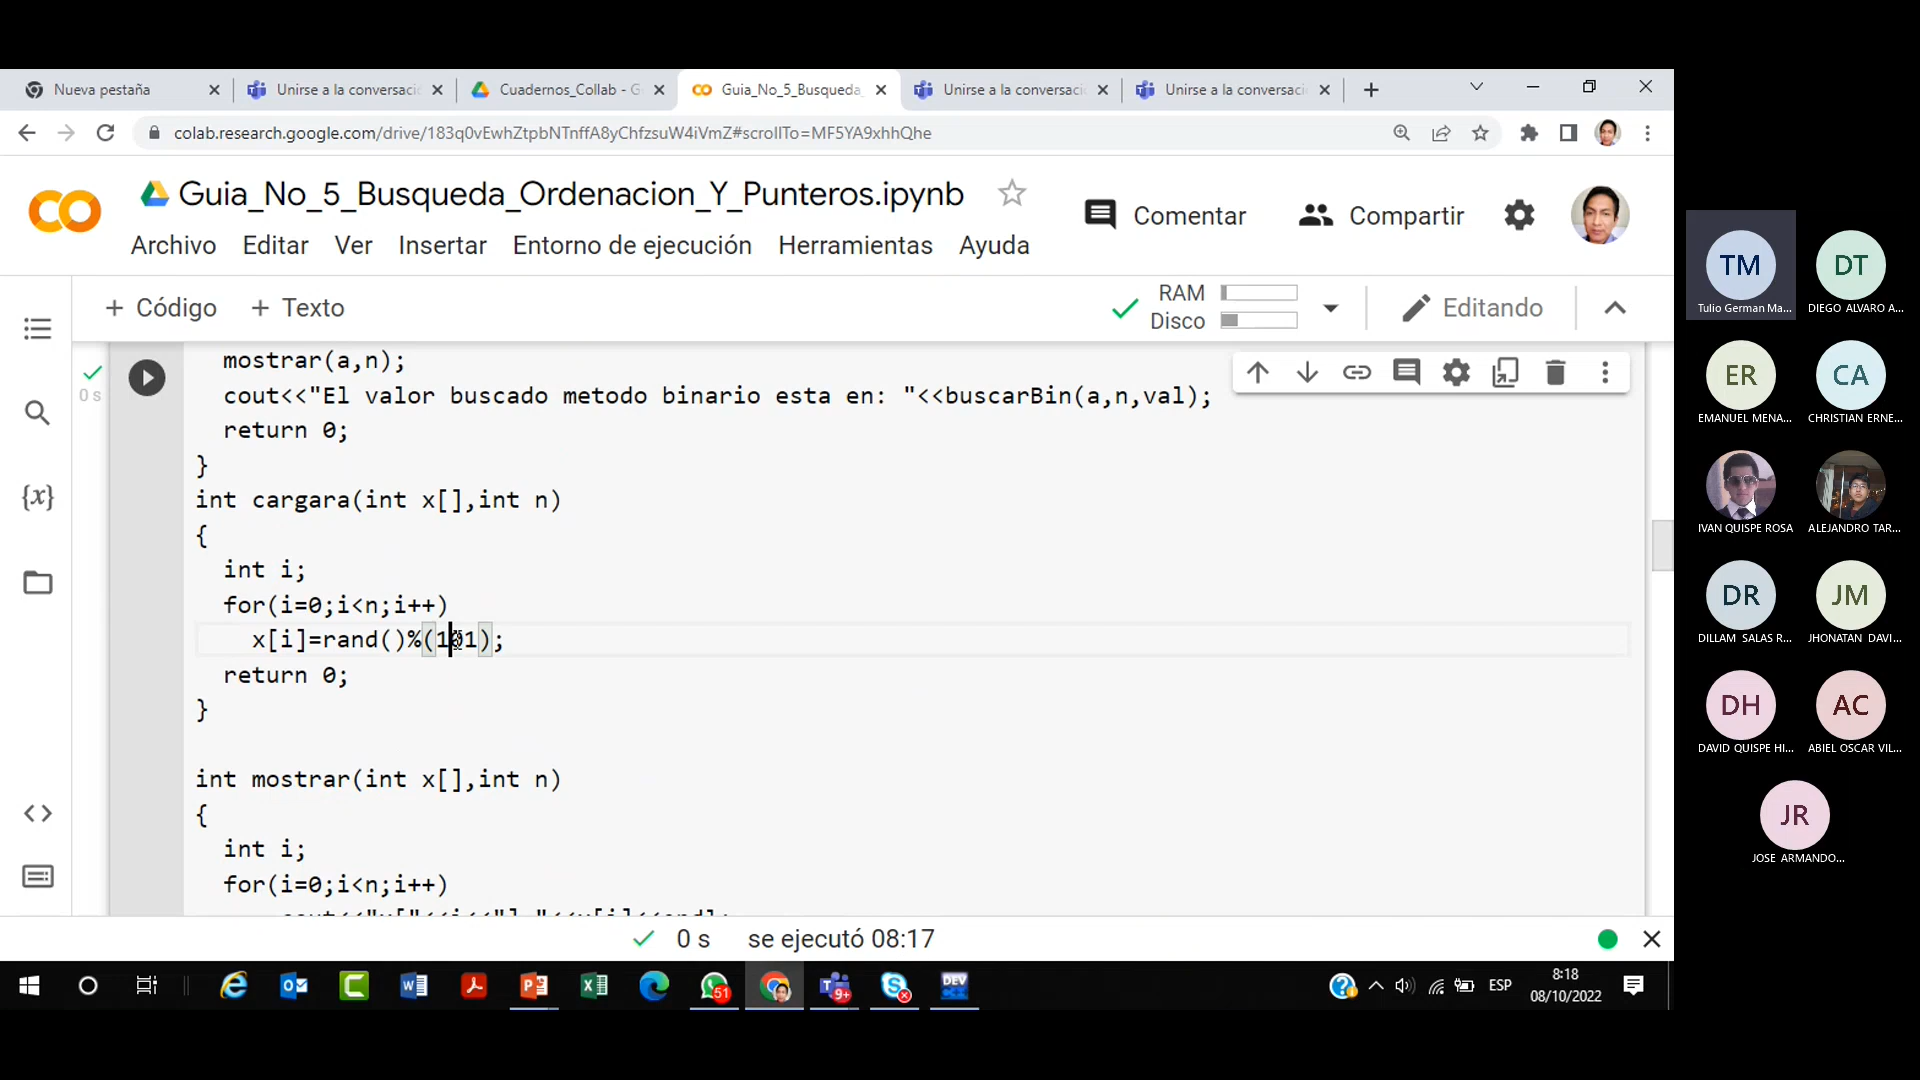 Nueva pestaña
Unirse a la conversaci
Cuadernos_Collab - G
Guia_No_5_Busqueda_
Unirse a la conversaci
Unirse a la conversaci
colab.research.google.com/drive/183q0vEwhZtpbNTnffA8yChfzsuW4iVmZ#scrollTo=MF5YA9xhhQhe
Guia_No_5_Busqueda_Ordenacion_Y_Punteros.ipynb
Comentar
Compartir
Archivo Editar Ver Insertar Entorno de ejecución Herramientas Ayuda
+ Código + Texto
RAM
Disco
Editando
0 s
mostrar(a,n);
cout<<"El valor buscado metodo binario esta en: "<<buscarBin(a,n,val);
return 0;
}
int cargara(int x[],int n)
{
int i;
for(i=0;i<n;i++)
x[i]=rand()%(101);
return 0;
}
int mostrar(int x[],int n)
{
int i;
for(i=0;i<n;i++)
{x}
0 s se ejecutó 08:17
TM
Tulio German Ma...
DT
DIEGO ALVARO A...
ER
EMANUEL MENA...
CA
CHRISTIAN ERNE...
IVAN QUISPE ROSA
ALEJANDRO TAR...
DR
DILLAM SALAS R...
JM
JHONATAN DAVI...
DH
DAVID QUISPE HI...
AC
ABIEL OSCAR VIL...
JR
JOSE ARMANDO...
51
9+
DEV
ESP
8:18
08/10/2022